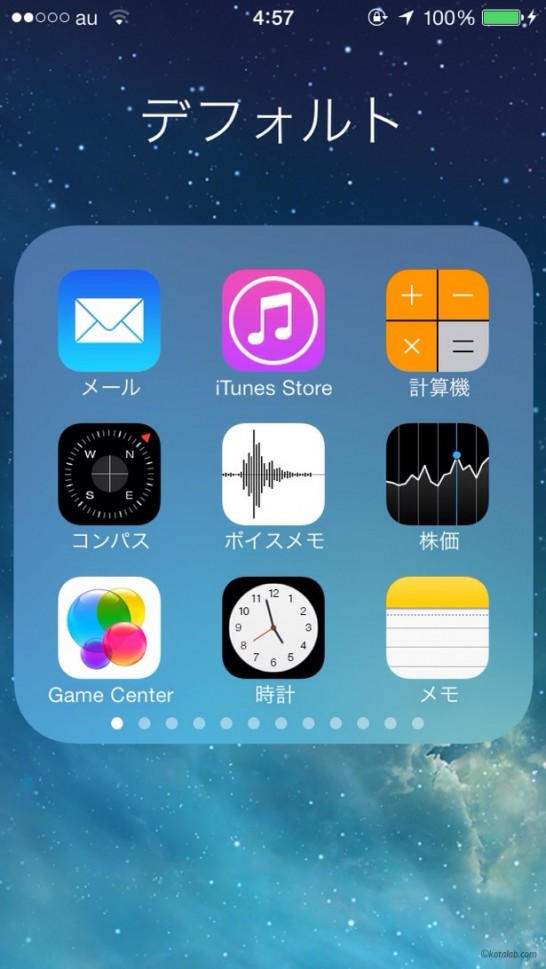 au 4:57 100%
デフォルト
メール iTunes Store 計算機
W N
S E
コンパス ボイスメモ 株価
11 12 1
10 2
9 3
8 4
7 6 5
Game Center 時計 メモ
©kotalab.com